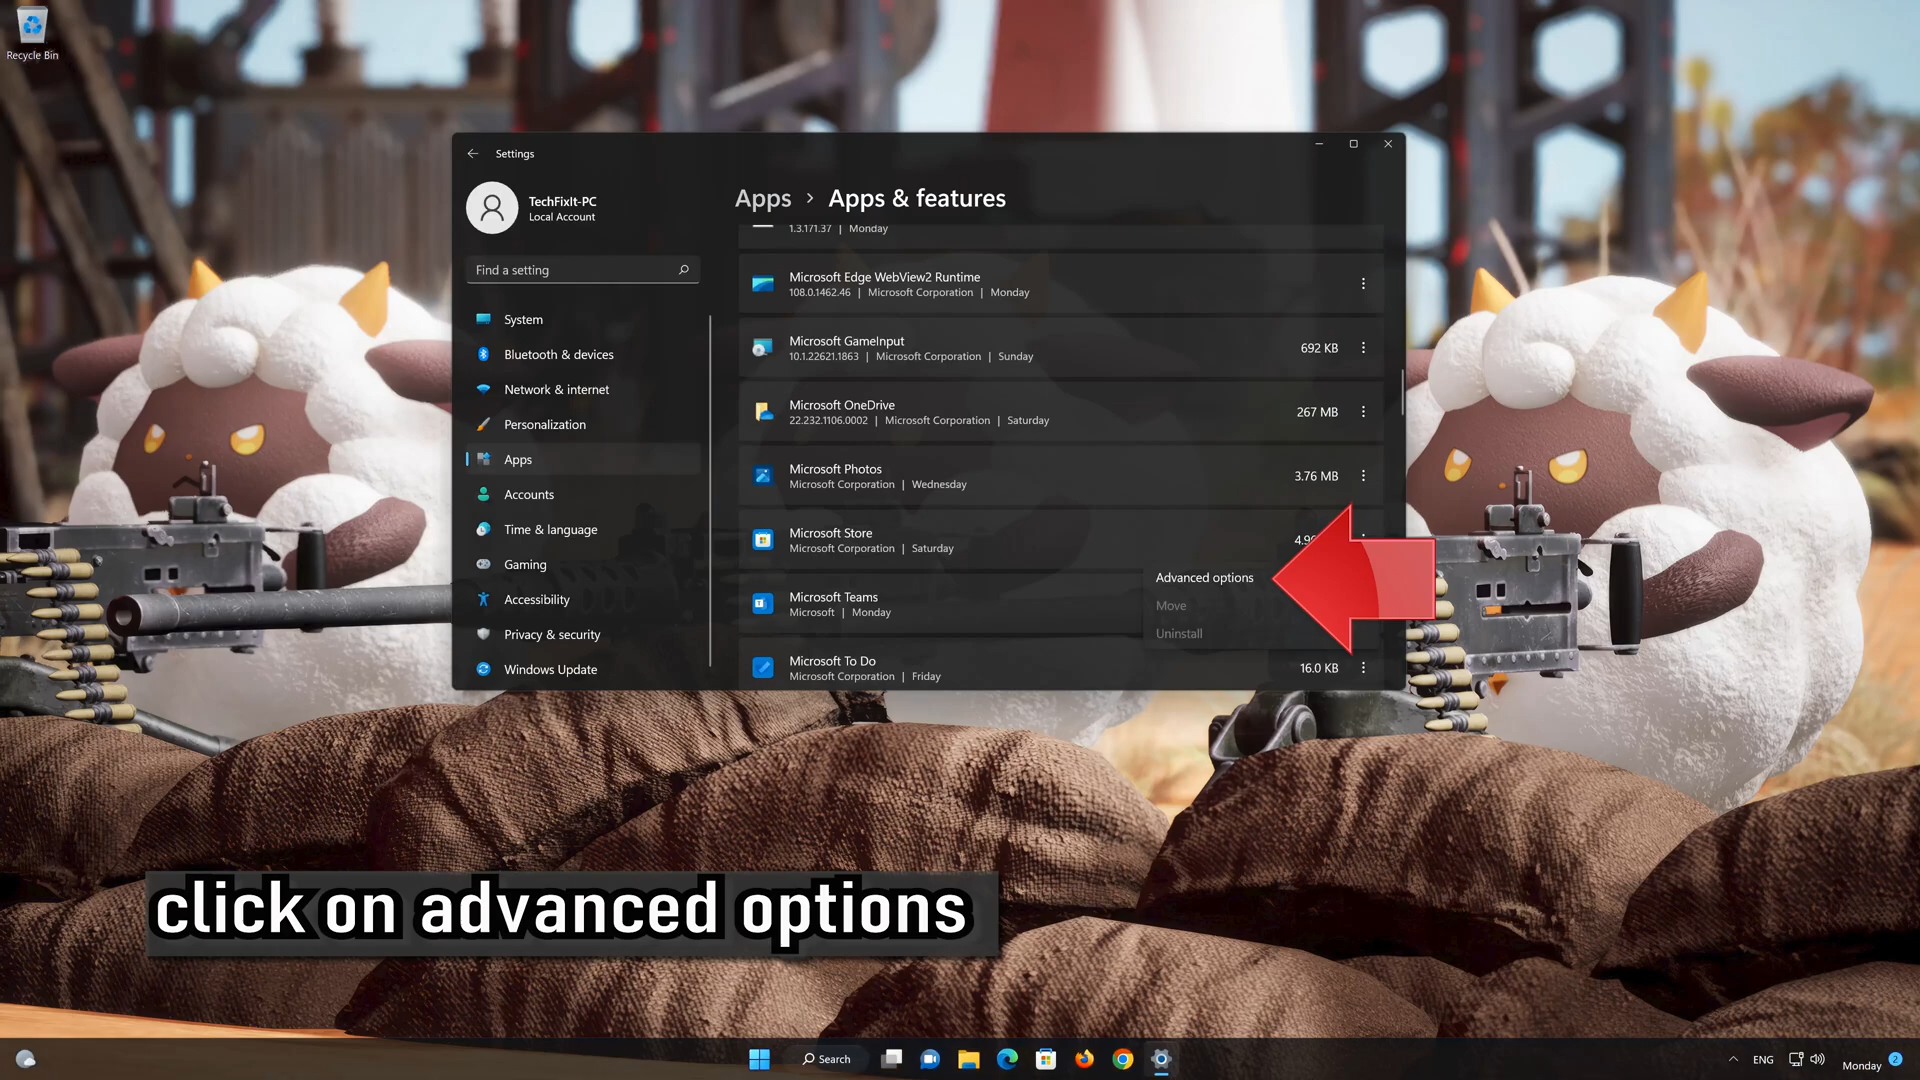 Recycle Bin
Settings
TechFixIt-PC
Local Account
Find a setting
System
Bluetooth & devices
Network & internet
Personalization
Apps
Accounts
Time & language
Gaming
Accessibility
Privacy & security
Windows Update
Apps > Apps & features
1.3.171.37 | Monday
Microsoft Edge WebView2 Runtime
108.0.1462.46 | Microsoft Corporation | Monday
Microsoft GameInput
10.1.22621.1863 | Microsoft Corporation | Sunday
692 KB
Microsoft OneDrive
22.232.1106.0002 | Microsoft Corporation | Saturday
267 MB
Microsoft Photos
Microsoft Corporation | Wednesday
3.76 MB
Microsoft Store
Microsoft Corporation | Saturday
Microsoft Teams
Microsoft | Monday
Advanced options
Move
Uninstall
Microsoft To Do
Microsoft Corporation | Friday
16.0 KB
click on advanced options
Search
ENG
Monday
2